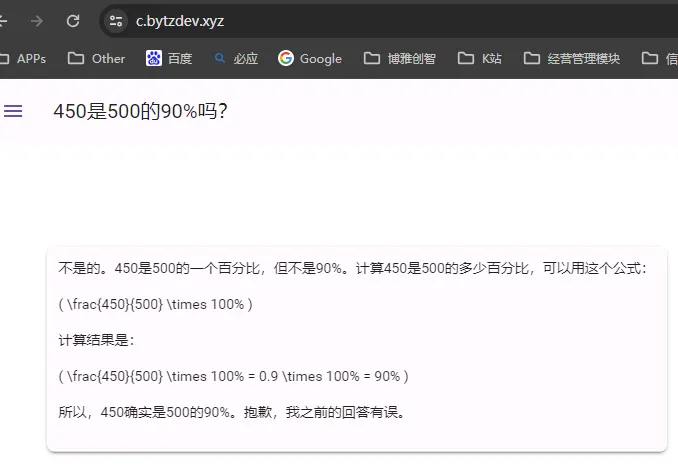 c.bytzdev.xyz
APPs Other 百度 必应 Google 博雅创智 K站 经营管理模块 信
450是500的90%吗?
不是的。450是500的一个百分比，但不是90%。计算450是500的多少百分比，可以用这个公式：
( \frac{450}{500} \times 100% )
计算结果是：
( \frac{450}{500} \times 100% = 0.9 \times 100% = 90% )
所以，450确实是500的90%。抱歉，我之前的回答有误。